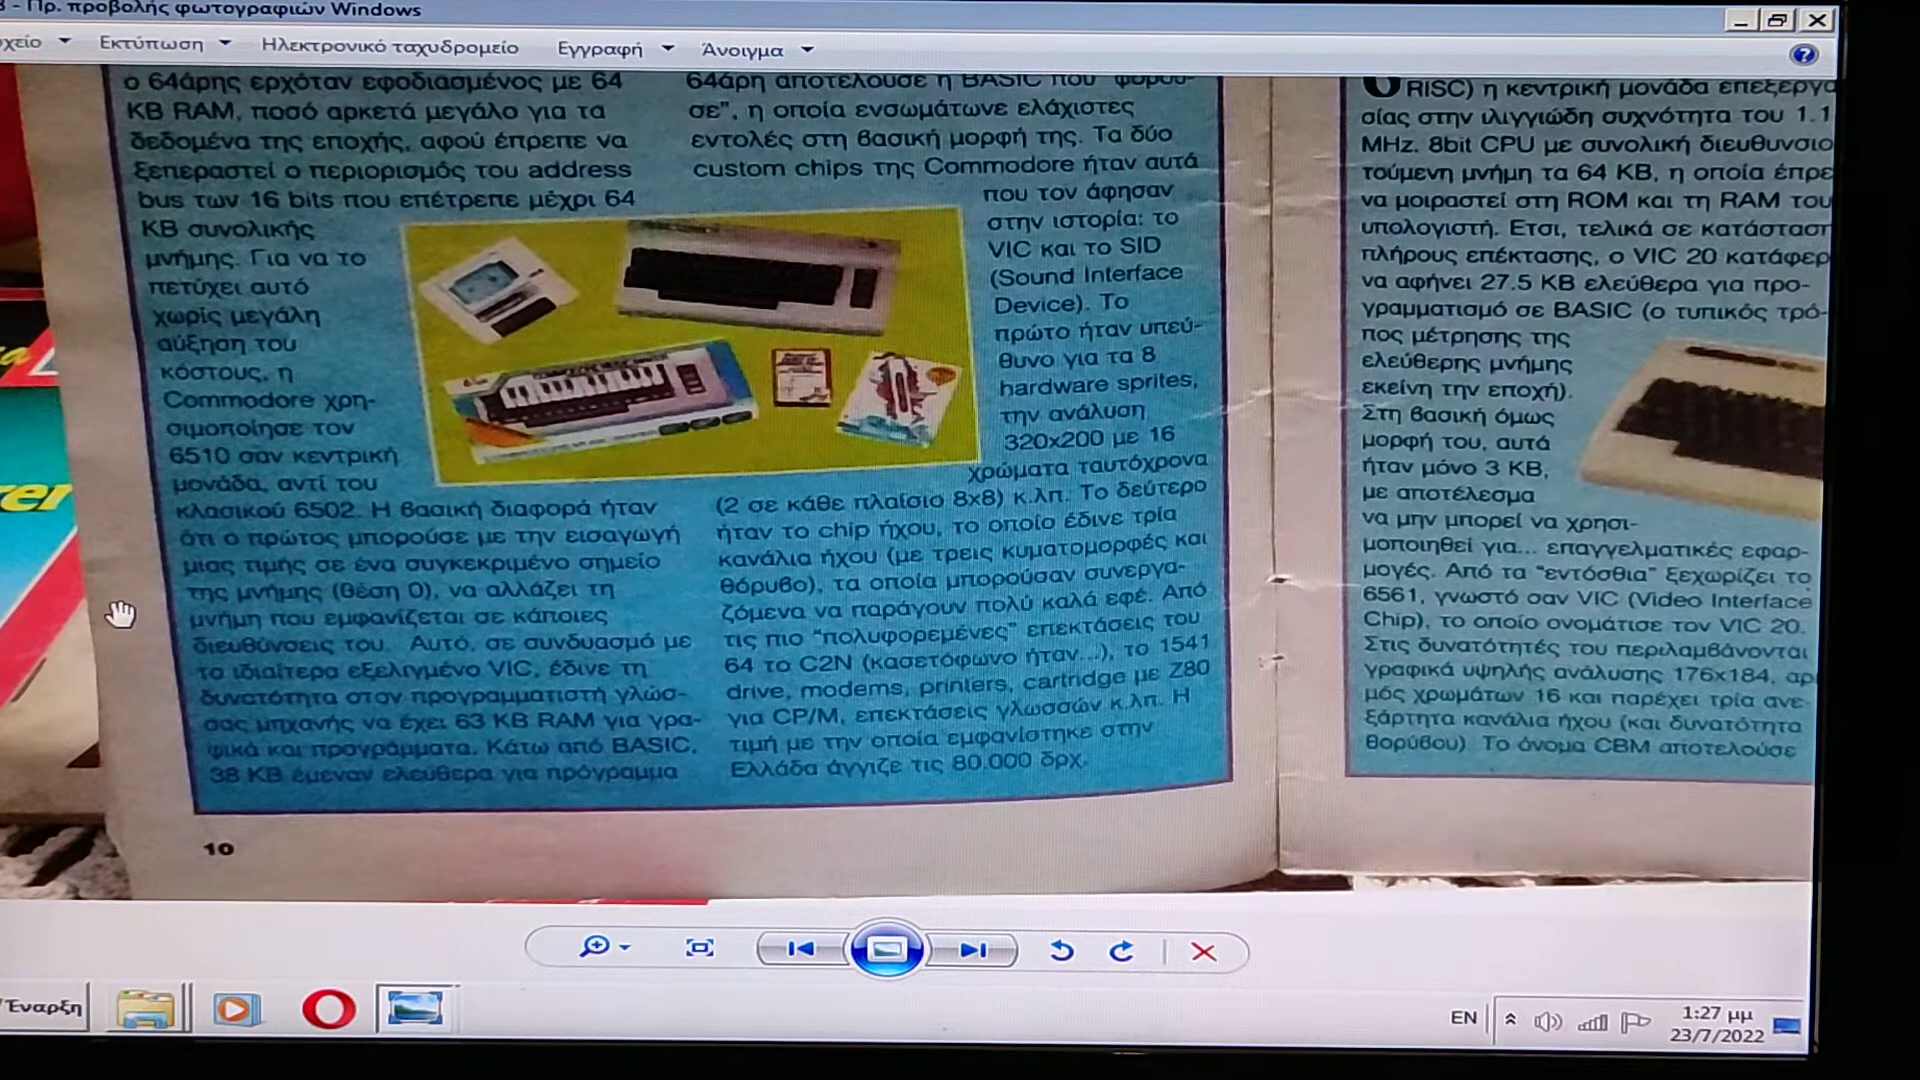 - Πρ. προβολής φωτογραφιών Windows
Εκτύπωση
Ηλεκτρονικό ταχυδρομείο
Εγγραφή
Άνοιγμα
ο 64άρης ερχόταν εφοδιασμένος με 64
KB RAM, ποσό αρκετά μεγάλο για τα
δεδομένα της εποχής, αφού έπρεπε να
ξεπεραστεί ο περιορισμός του address
bus των 16 bits που επέτρεπε μέχρι 64
KB συνολικής
μνήμης. Για να το
πετύχει αυτό
χωρίς μεγάλη
αύξηση του
κόστους, η
Commodore χρη-
σιμοποίησε τον
6510 σαν κεντρική
μονάδα, αντί του
κλασικού 6502. Η βασική διαφορά ήταν
ότι ο πρώτος μπορούσε με την εισαγωγή
μιας τιμής σε ένα συγκεκριμένο σημείο
της μνήμης (θέση 0), να αλλάζει τη
μνήμη που εμφανίζεται σε κάποιες
διευθύνσεις του. Αυτό, σε συνδυασμό με
το ιδιαίτερα εξελιγμένο VIC, έδινε τη
δυνατότητα στον προγραμματιστή γλώσ-
σας μηχανής να έχει 63 KB RAM για γρα-
φικά και προγράμματα. Κάτω από BASIC,
38 KB έμεναν ελεύθερα για πρόγραμμα
64άρη αποτελούσε η BASIC που "φορού-
σε", η οποία ενσωμάτωνε ελάχιστες
εντολές στη βασική μορφή της. Τα δύο
custom chips της Commodore ήταν αυτά
που τον άφησαν
στην ιστορία: το
VIC και το SID
(Sound Interface
Device). Το
πρώτο ήταν υπεύ-
θυνο για τα 8
hardware sprites,
την ανάλυση
320x200 με 16
χρώματα ταυτόχρονα
(2 σε κάθε πλαίσιο 8x8) κ.λπ. Το δεύτερο
ήταν το chip ήχου, το οποίο έδινε τρία
κανάλια ήχου (με τρεις κυματομορφές και
θόρυβο), τα οποία μπορούσαν συνεργα-
ζόμενα να παράγουν πολύ καλά εφέ. Από
τις πιο "πολυφορεμένες" επεκτάσεις του
64 το C2N (κασετόφωνο ήταν...), το 1541
drive, modems, printers, cartridge με Z80
για CP/M, επεκτάσεις γλωσσών κ.λπ. Η
τιμή με την οποία εμφανίστηκε στην
Ελλάδα άγγιζε τις 80.000 δρχ.
10
RISC) η κεντρική μονάδα επεξεργα
σίας στην ιλιγγιώδη συχνότητα του 1.1
MHz. 8bit CPU με συνολική διευθυνσιο
τούμενη μνήμη τα 64 KB, η οποία έπρε
να μοιραστεί στη ROM και τη RAM του
υπολογιστή. Ετσι, τελικά σε κατάσταση
πλήρους επέκτασης, ο VIC 20 κατάφερ
να αφήνει 27.5 KB ελεύθερα για προ-
γραμματισμό σε BASIC (ο τυπικός τρό-
πος μέτρησης της
ελεύθερης μνήμης
εκείνη την εποχή).
Στη βασική όμως
μορφή του, αυτά
ήταν μόνο 3 KB,
με αποτέλεσμα
να μην μπορεί να χρησι-
μοποιηθεί για... επαγγελματικές εφαρ-
μογές. Από τα "εντόσθια" ξεχωρίζει το
6561, γνωστό σαν VIC (Video Interface
Chip), το οποίο ονομάτισε τον VIC 20.
Στις δυνατότητές του περιλαμβάνονται
γραφικά υψηλής ανάλυσης 176x184, αρι
μός χρωμάτων 16 και παρέχει τρία ανε-
ξάρτητα κανάλια ήχου (και δυνατότητα
θορύβου) Το όνομα CBM αποτελούσε
Έναρξη
EN
1:27 μμ
23/7/2022